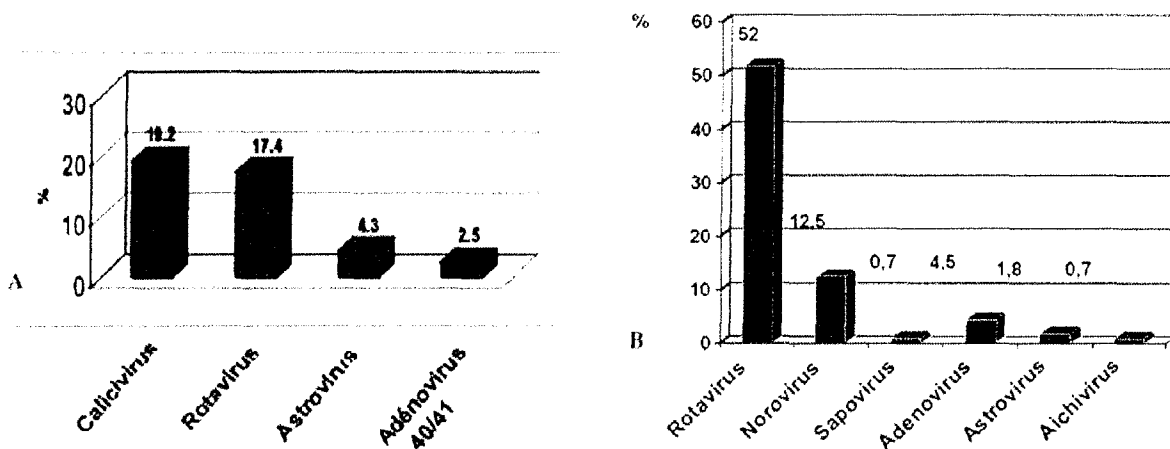 30
20
10
0
%
19.2
17.4
4.3
2.5
A
Calicivirus
Rotavirus
Astrovirus
Adénovirus
40/41
%
60
50
40
30
20
10
0
52
12,5
0,7
4,5
1,8
0,7
B
Rotavirus
Norovirus
Sapovirus
Adenovirus
Astrovirus
Aichivirus